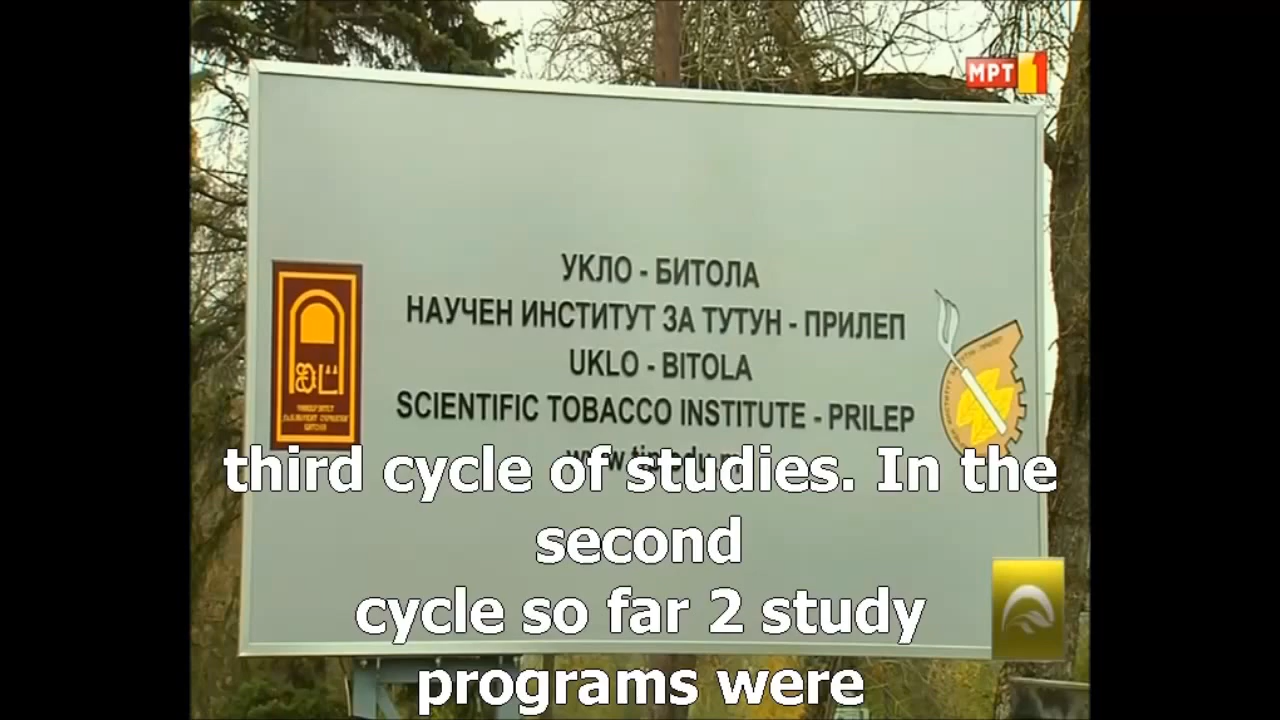 МРТ 1
УКЛО - БИТОЛА
НАУЧЕН ИНСТИТУТ ЗА ТУТУН - ПРИЛЕП
UKLO - BITOLA
SCIENTIFIC TOBACCO INSTITUTE - PRILEP
third cycle of studies. In the
second
cycle so far 2 study
programs were